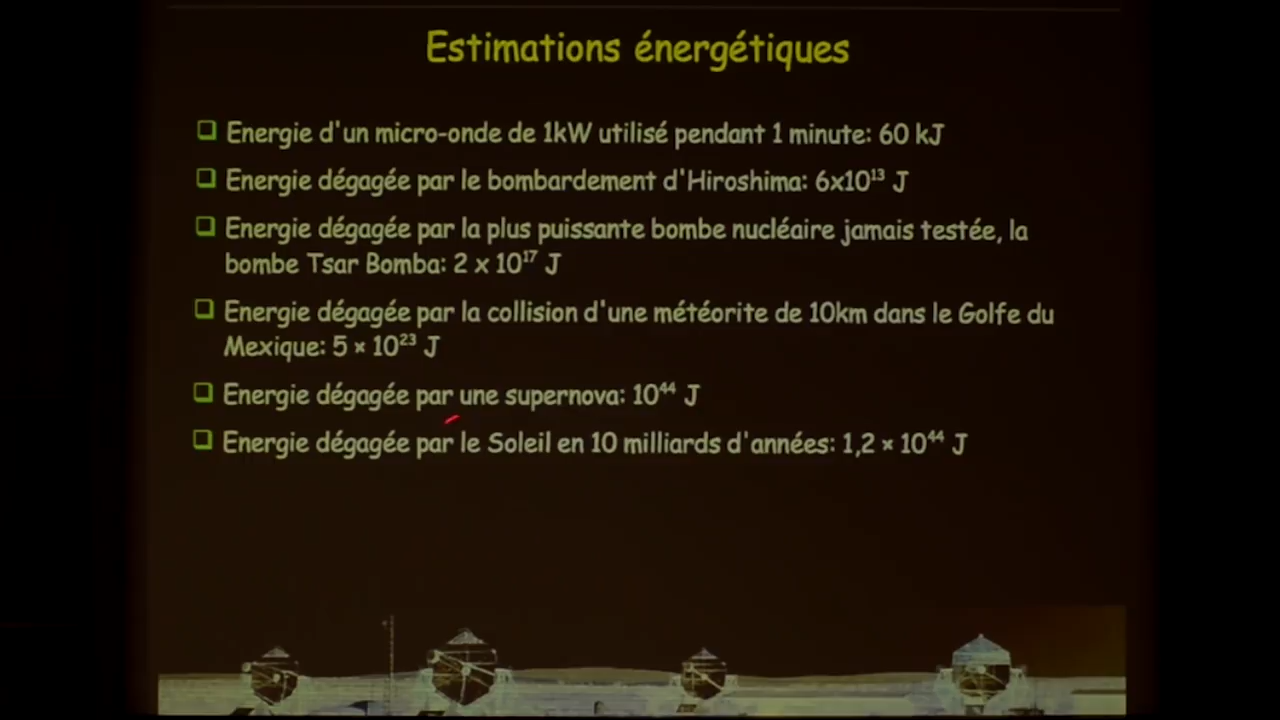 Estimations énergétiques
❑ Energie d'un micro-onde de 1kW utilisé pendant 1 minute: 60 kJ
❑ Energie dégagée par le bombardement d'Hiroshima: 6x10¹³ J
❑ Energie dégagée par la plus puissante bombe nucléaire jamais testée, la
bombe Tsar Bomba: 2 x 10¹⁷ J
❑ Energie dégagée par la collision d'une météorite de 10km dans le Golfe du
Mexique: 5 × 10²³ J
❑ Energie dégagée par une supernova: 10⁴⁴ J
❑ Energie dégagée par le Soleil en 10 milliards d'années: 1,2 × 10⁴⁴ J